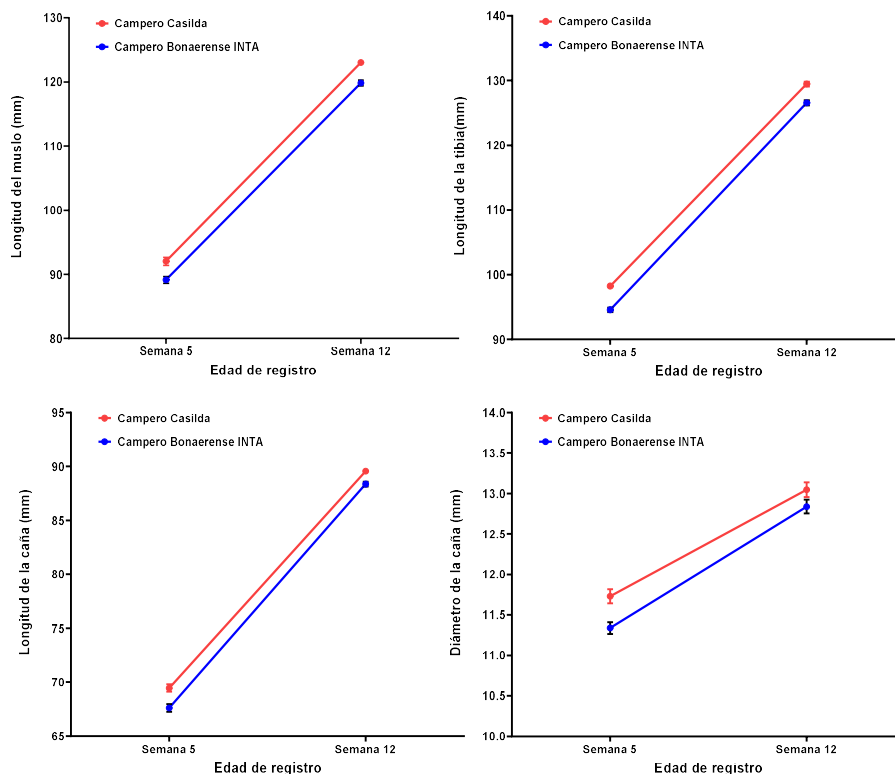 130
120
110
100
90
80
Longitud del muslo (mm)
Campero Casilda
Campero Bonaerense INTA
Semana 5
Semana 12
Edad de registro
140
130
120
110
100
90
Longitud de la tibia(mm)
Campero Casilda
Campero Bonaerense INTA
Semana 5
Semana 12
Edad de registro
95
90
85
80
75
70
65
Longitud de la caña (mm)
Campero Casilda
Campero Bonaerense INTA
Semana 5
Semana 12
Edad de registro
14.0
13.5
13.0
12.5
12.0
11.5
11.0
10.5
10.0
Diámetro de la caña (mm)
Campero Casilda
Campero Bonaerense INTA
Semana 5
Semana 12
Edad de registro